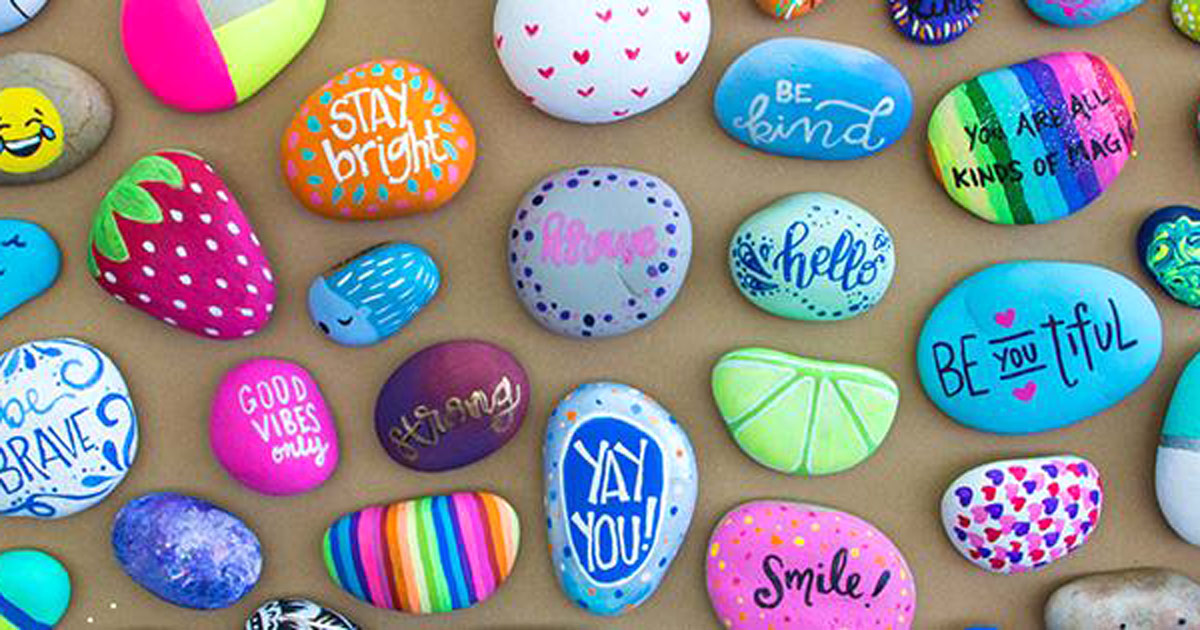 STAY
bright
BE
kind
YOU ARE ALL
KINDS OF MAGIC
brave
hello
BE YOU TIFUL
be
BRAVE
GOOD
VIBES
only
strong
YAY
YOU!
Smile!